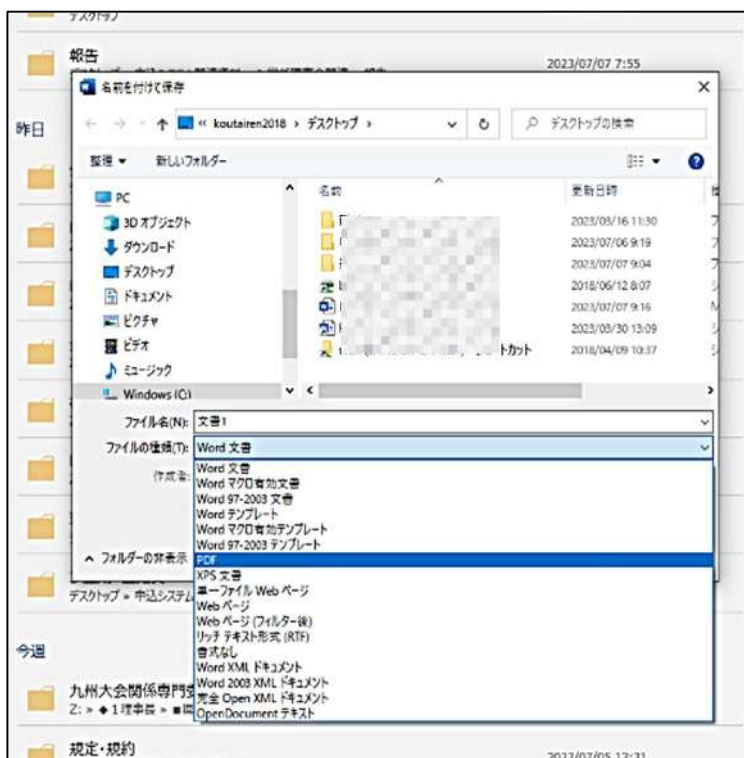 デスクトップ
報告
2023/07/07 7:55
名前を付けて保存
« koutairen2018 › デスクトップ ›
デスクトップの検索
昨日
整理 新しいフォルダー
名前 更新日時
PC
3D オブジェクト
2023/03/16 11:30
ダウンロード
2023/07/06 9:19
デスクトップ
2023/07/07 9:04
ドキュメント
2018/06/12 8:07
ピクチャ
2023/07/07 9:16
ビデオ
2023/03/30 13:09
ミュージック
トカット 2018/04/09 10:37
Windows (C:)
ファイル名(N): 文書1
ファイルの種類(T): Word 文書
作成者:
Word 文書
Word マクロ有効文書
Word 97-2003 文書
Word テンプレート
Word マクロ有効テンプレート
Word 97-2003 テンプレート
フォルダーの非表示
PDF
XPS 文書
単一ファイル Web ページ
デスクトップ » 申込システム
Web ページ
Web ページ (フィルター後)
リッチ テキスト形式 (RTF)
書式なし
今週
Word XML ドキュメント
Word 2003 XML ドキュメント
九州大会関係専門
完全 Open XML ドキュメント
Z: » ◆1理事長 » ■
OpenDocument テキスト
規定・規約